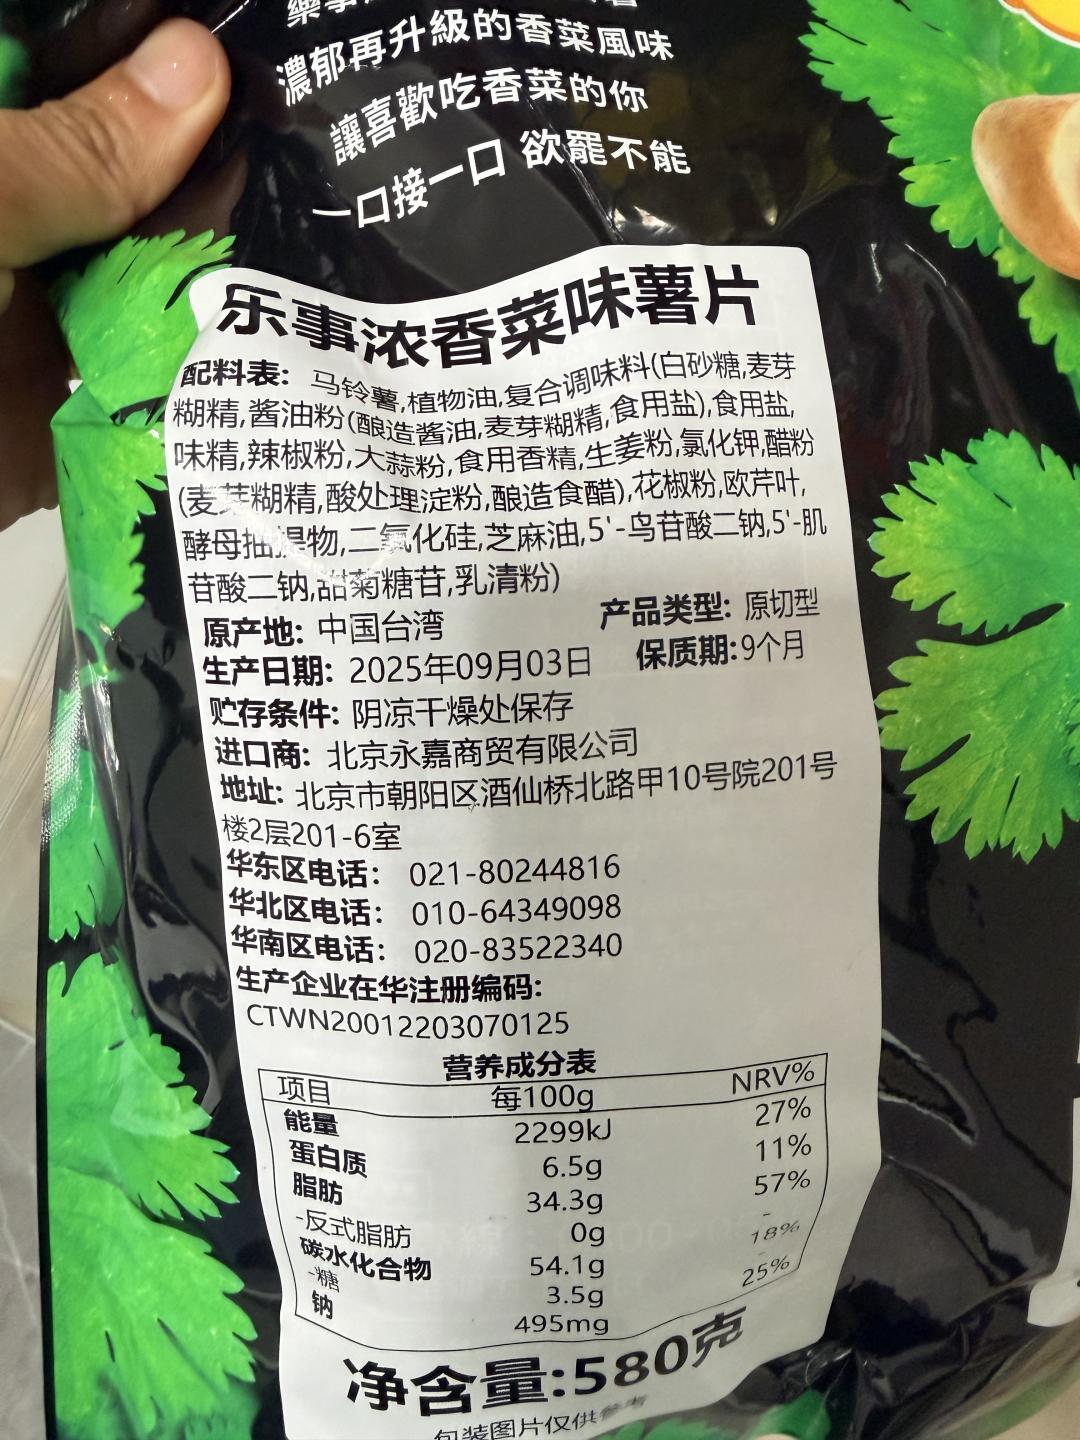 濃郁再升級的香菜風味
讓喜歡吃香菜的你
一口接一口 欲罷不能
乐事浓香菜味薯片
配料表: 马铃薯,植物油,复合调味料(白砂糖,麦芽
糊精,酱油粉(酿造酱油,麦芽糊精,食用盐),食用盐,
味精,辣椒粉,大蒜粉,食用香精,生姜粉,氯化钾,醋粉
(麦芽糊精,酸处理淀粉,酿造食醋),花椒粉,欧芹叶,
酵母抽提物,二氧化硅,芝麻油,5'-鸟苷酸二钠,5'-肌
苷酸二钠,甜菊糖苷,乳清粉)
原产地: 中国台湾 产品类型: 原切型
生产日期: 2025年09月03日 保质期:9个月
贮存条件: 阴凉干燥处保存
进口商: 北京永嘉商贸有限公司
地址: 北京市朝阳区酒仙桥北路甲10号院201号
楼2层201-6室
华东区电话: 021-80244816
华北区电话: 010-64349098
华南区电话: 020-83522340
生产企业在华注册编码:
CTWN20012203070125
营养成分表
项目 每100g NRV%
能量 2299kJ 27%
蛋白质 6.5g 11%
脂肪 34.3g 57%
-反式脂肪 0g -
碳水化合物 54.1g 18%
-糖 3.5g -
钠 495mg 25%
净含量:580克
包装图片仅供参考